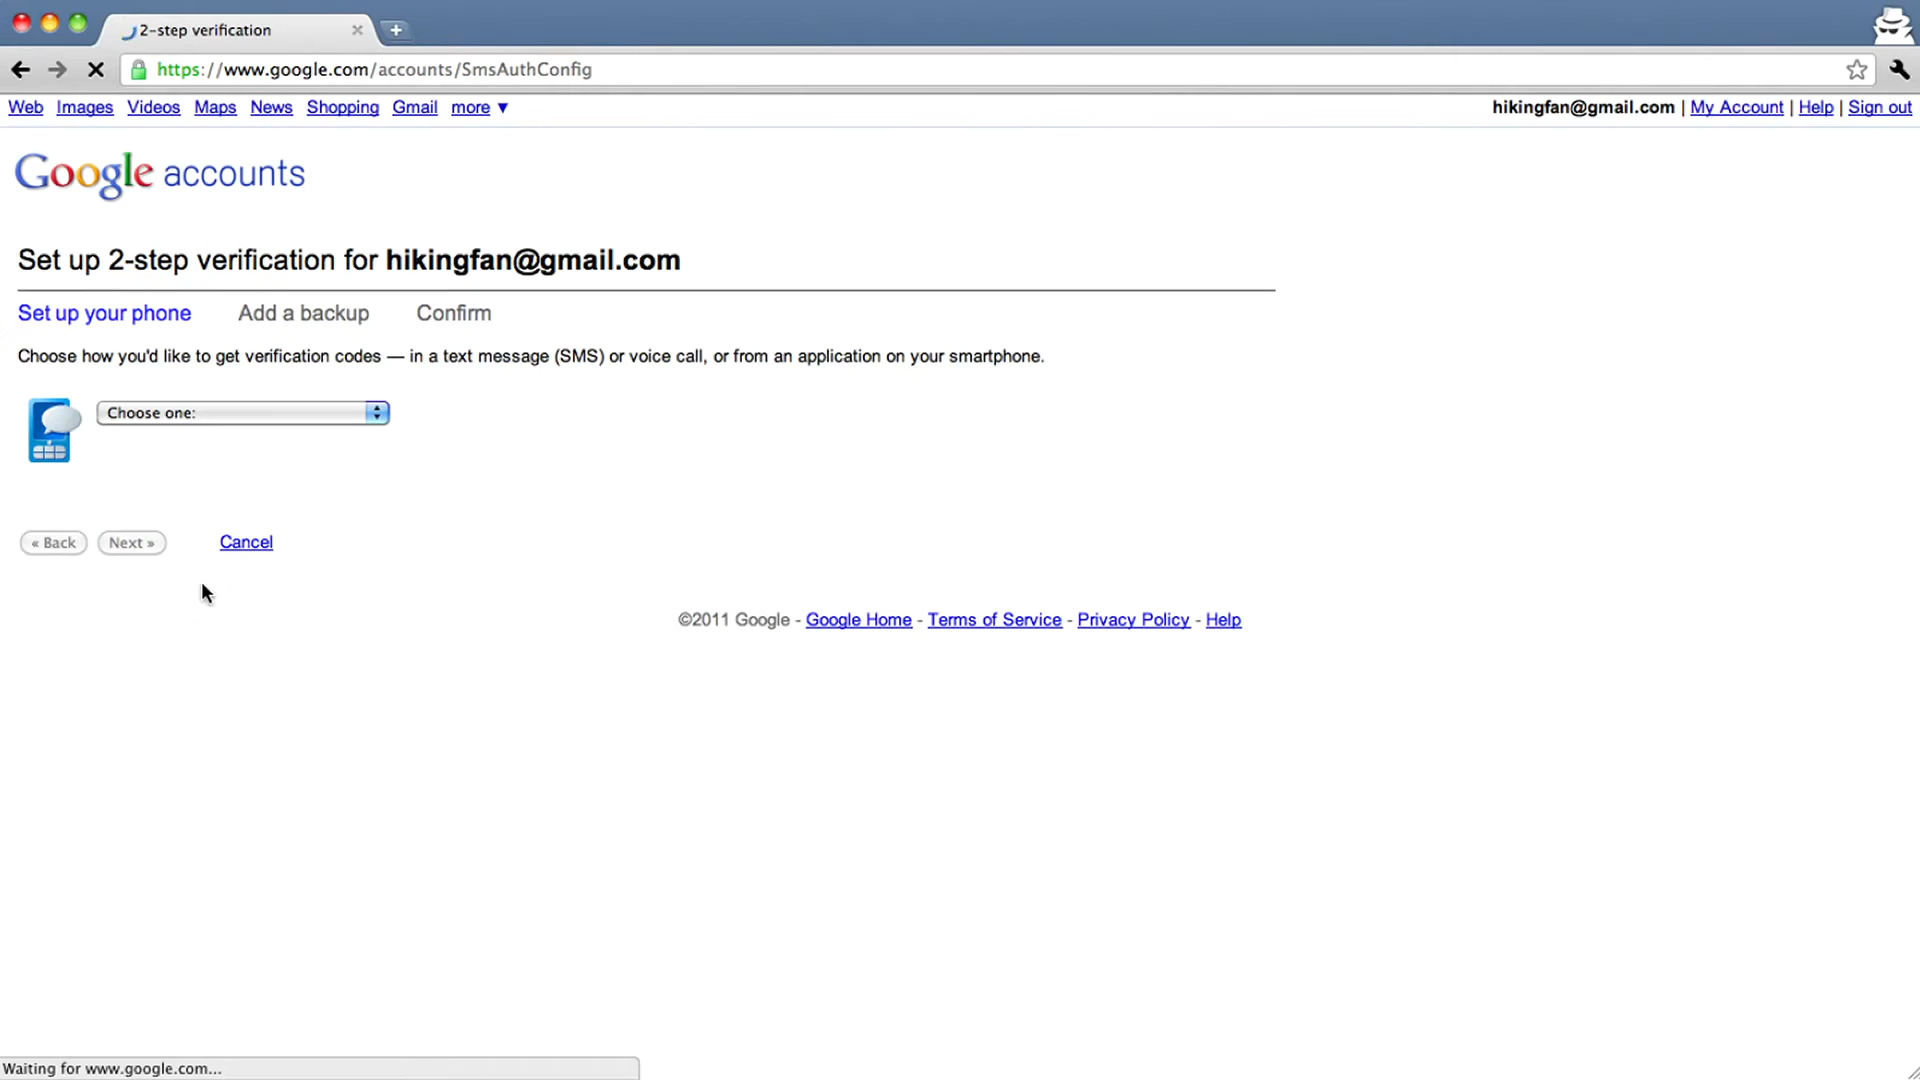 2-step verification
https://www.google.com/accounts/SmsAuthConfig
Web Images Videos Maps News Shopping Gmail more ▼ hikingfan@gmail.com | My Account | Help | Sign out
Google accounts
Set up 2-step verification for hikingfan@gmail.com
Set up your phone Add a backup Confirm
Choose how you'd like to get verification codes — in a text message (SMS) or voice call, or from an application on your smartphone.
Choose one:
« Back Next » Cancel
©2011 Google - Google Home - Terms of Service - Privacy Policy - Help
Waiting for www.google.com...